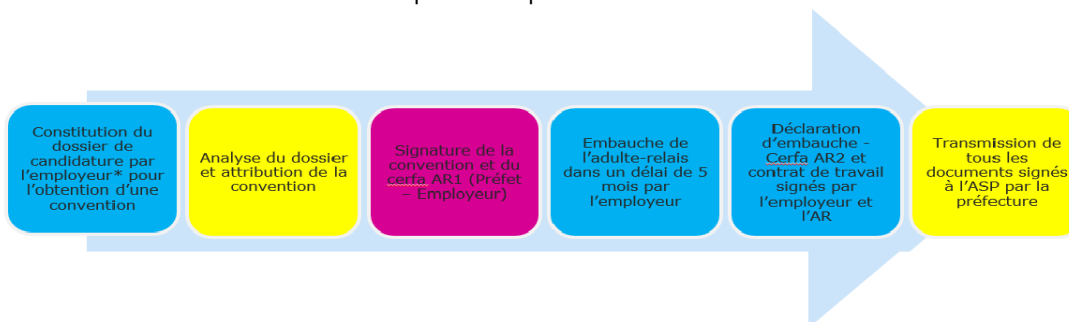 Constitution du
dossier de
candidature par
l'employeur* pour
l'obtention d'une
convention
Analyse du dossier
et attribution de la
convention
Signature de la
convention et du
cerfa AR1 (Préfet
– Employeur)
Embauche de
l'adulte-relais
dans un délai de 5
mois par
l'employeur
Déclaration
d'embauche -
Cerfa AR2 et
contrat de travail
signés par
l'employeur et
l'AR
Transmission de
tous les
documents signés
à l'ASP par la
préfecture